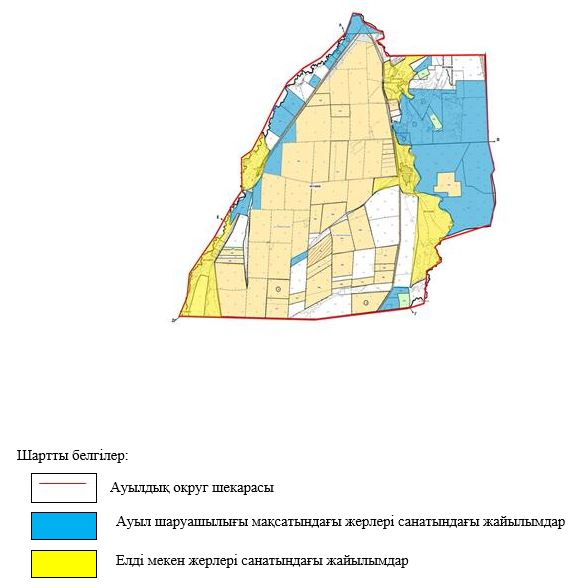 Шартты белгілер:
Ауылдық округ шекарасы
Ауыл шаруашылығы мақсатындағы жерлері санатындағы жайылымдар
Елді мекен жерлері санатындағы жайылымдар